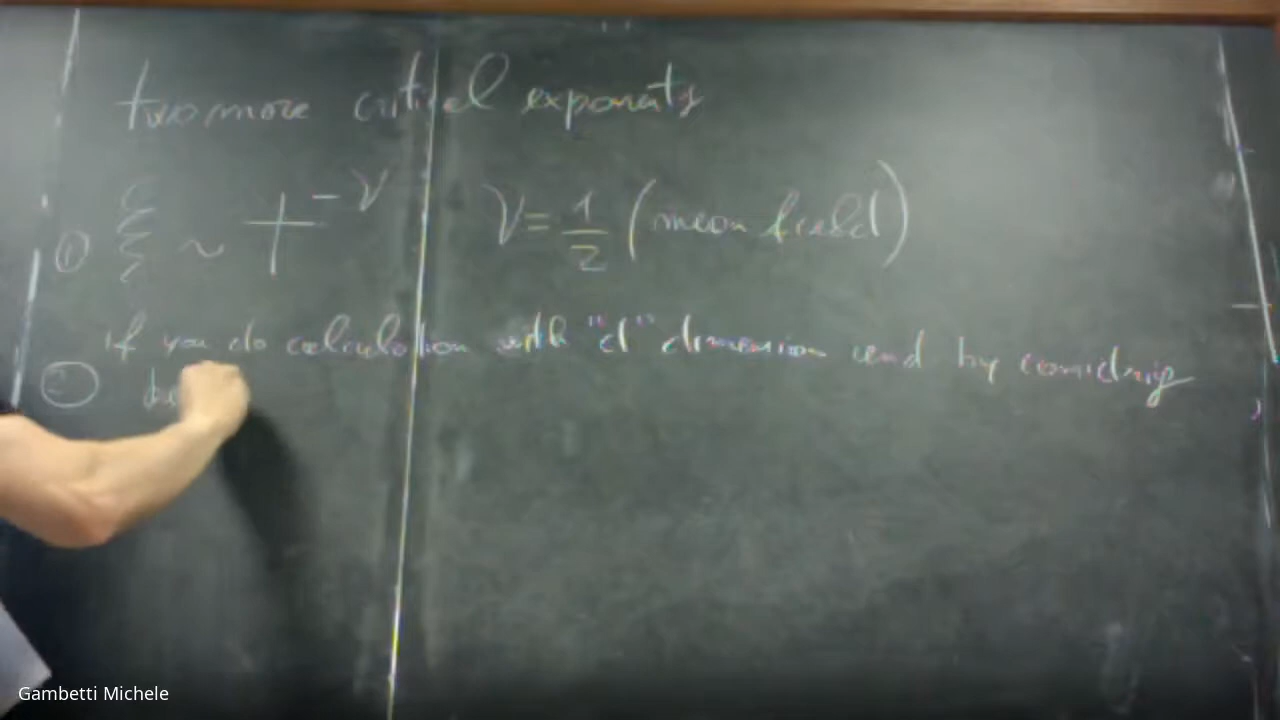 two more critical exponents
① ξ ~ t^{-ν} ν = 1/2 (mean field)
if you do calculation with "d" dimension and by considrig
②
Gambetti Michele